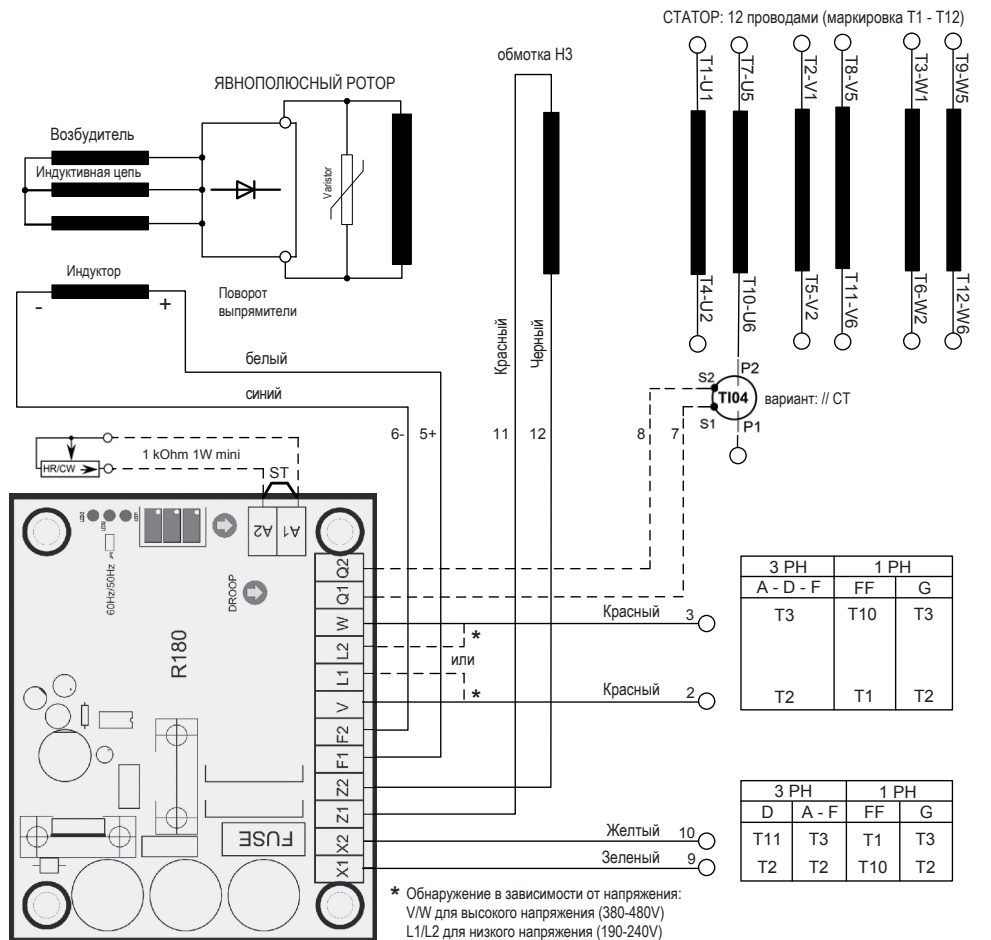 СТАТОР: 12 проводами (маркировка T1 - T12)
обмотка H3
ЯВНОПОЛЮСНЫЙ РОТОР
T1-U1
T7-U5
T2-V1
T8-V5
T3-W1
T9-W5
Возбудитель
Индуктивная цепь
Varistor
Индуктор
- +
Поворот
выпрямители
T4-U2
T10-U6
T5-V2
T11-V6
T6-W2
T12-W6
Красный
Черный
белый
синий
P2
S2
TI04
вариант: // CT
S1
P1
6- 5+ 11 12 8 7
1 kOhm 1W mini
HR/CW
ST
A2 A1
60Hz/50Hz
DROOP
R180
Q2
Q1
W
L2
L1
V
F2
F1
Z2
Z1
X2
X1
FUSE
Красный 3
*
или
*
Красный 2
3 PH 1 PH
A - D - F FF G
T3 T10 T3
T2 T1 T2
Желтый 10
Зеленый 9
3 PH 1 PH
D A - F FF G
T11 T3 T1 T3
T2 T2 T10 T2
* Обнаружение в зависимости от напряжения:
V/W для высокого напряжения (380-480V)
L1/L2 для низкого напряжения (190-240V)